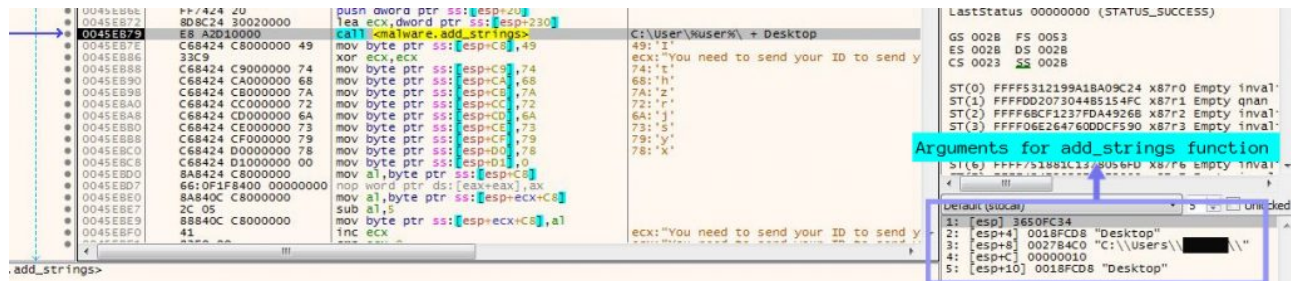 0045EB6E FF7424 20 push dword ptr ss:[esp+20]
0045EB72 8D8C24 30020000 lea ecx,dword ptr ss:[esp+230]
0045EB79 E8 A2D10000 call <malware.add_strings> C:\User\%user%\ + Desktop
0045EB7E C68424 C8000000 49 mov byte ptr ss:[esp+C8],49 49:'I'
0045EB86 33C9 xor ecx,ecx ecx:"You need to send your ID to send y
0045EB88 C68424 C9000000 74 mov byte ptr ss:[esp+C9],74 74:'t'
0045EB90 C68424 CA000000 68 mov byte ptr ss:[esp+CA],68 68:'h'
0045EB98 C68424 CB000000 7A mov byte ptr ss:[esp+CB],7A 7A:'z'
0045EBA0 C68424 CC000000 72 mov byte ptr ss:[esp+CC],72 72:'r'
0045EBA8 C68424 CD000000 6A mov byte ptr ss:[esp+CD],6A 6A:'j'
0045EBB0 C68424 CE000000 73 mov byte ptr ss:[esp+CE],73 73:'s'
0045EBB8 C68424 CF000000 79 mov byte ptr ss:[esp+CF],79 79:'y'
0045EBC0 C68424 D0000000 78 mov byte ptr ss:[esp+D0],78 78:'x'
0045EBC8 C68424 D1000000 00 mov byte ptr ss:[esp+D1],0
0045EBD0 8A8424 C8000000 mov al,byte ptr ss:[esp+C8]
0045EBD7 66:0F1F8400 00000000 nop word ptr ds:[eax+eax],ax
0045EBE0 8A840C C8000000 mov al,byte ptr ss:[esp+ecx+C8]
0045EBE7 2C 05 sub al,5
0045EBE9 88840C C8000000 mov byte ptr ss:[esp+ecx+C8],al
0045EBF0 41 inc ecx ecx:"You need to send your ID to send y
.add_strings>
LastStatus 00000000 (STATUS_SUCCESS)
GS 002B FS 0053
ES 002B DS 002B
CS 0023 SS 002B
ST(0) FFFF5312199A1BA09C24 x87r0 Empty inval
ST(1) FFFFDD2073044B5154FC x87r1 Empty qnan
ST(2) FFFF6BCF1237FDA4926B x87r2 Empty inval
ST(3) FFFF06E264760DDCF590 x87r3 Empty inval
Arguments for add_strings function
Default (stdcall) 5 Unlocked
1: [esp] 3650FC34
2: [esp+4] 0018FCD8 "Desktop"
3: [esp+8] 0027B4C0 "C:\\Users\\ \\"
4: [esp+C] 00000010
5: [esp+10] 0018FCD8 "Desktop"